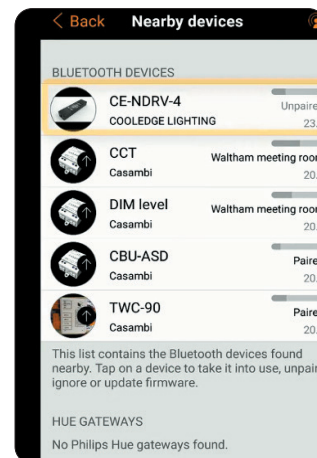 < Back Nearby devices
BLUETOOTH DEVICES
CE-NDRV-4
Unpaire
COOLEDGE LIGHTING
23.
CCT
Waltham meeting roor
Casambi
20.
DIM level
Waltham meeting roor
Casambi
20.
CBU-ASD
Paire
Casambi
20.
TWC-90
Paire
Casambi
20.
This list contains the Bluetooth devices found
nearby. Tap on a device to take it into use, unpair
ignore or update firmware.
HUE GATEWAYS
No Philips Hue gateways found.